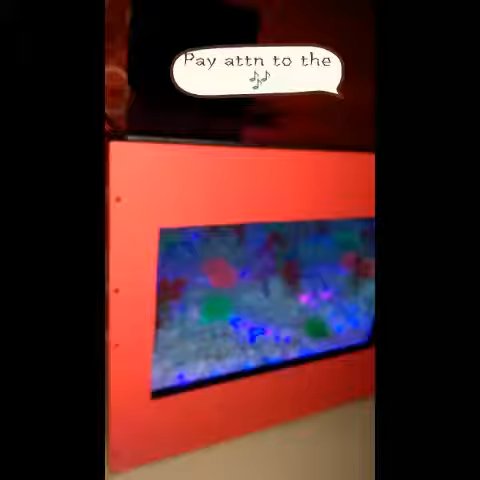 Pay attn to the
🎶